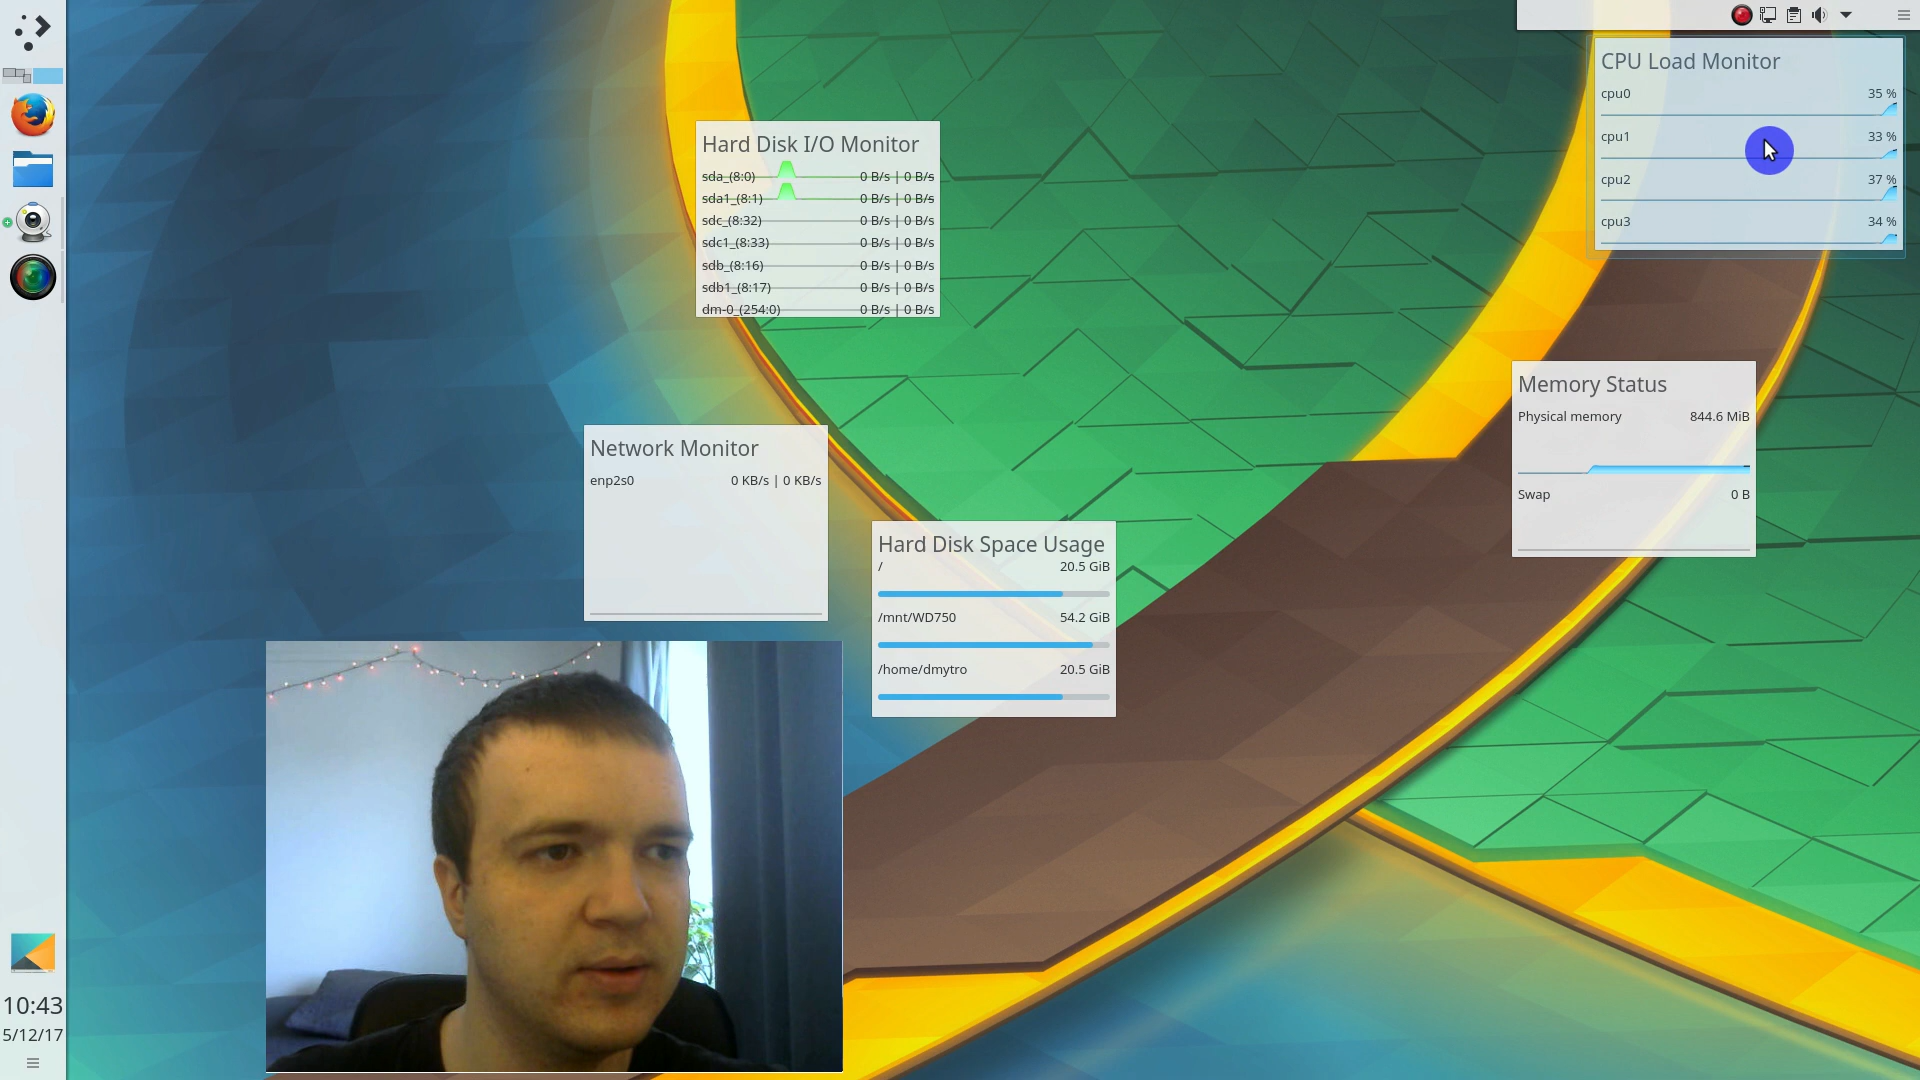 CPU Load Monitor
cpu0 35 %
cpu1 33 %
cpu2 37 %
cpu3 34 %
Hard Disk I/O Monitor
sda_(8:0) 0 B/s | 0 B/s
sda1_(8:1) 0 B/s | 0 B/s
sdc_(8:32) 0 B/s | 0 B/s
sdc1_(8:33) 0 B/s | 0 B/s
sdb_(8:16) 0 B/s | 0 B/s
sdb1_(8:17) 0 B/s | 0 B/s
dm-0_(254:0) 0 B/s | 0 B/s
Memory Status
Physical memory 844.6 MiB
Swap 0 B
Network Monitor
enp2s0 0 KB/s | 0 KB/s
Hard Disk Space Usage
/ 20.5 GiB
/mnt/WD750 54.2 GiB
/home/dmytro 20.5 GiB
10:43
5/12/17